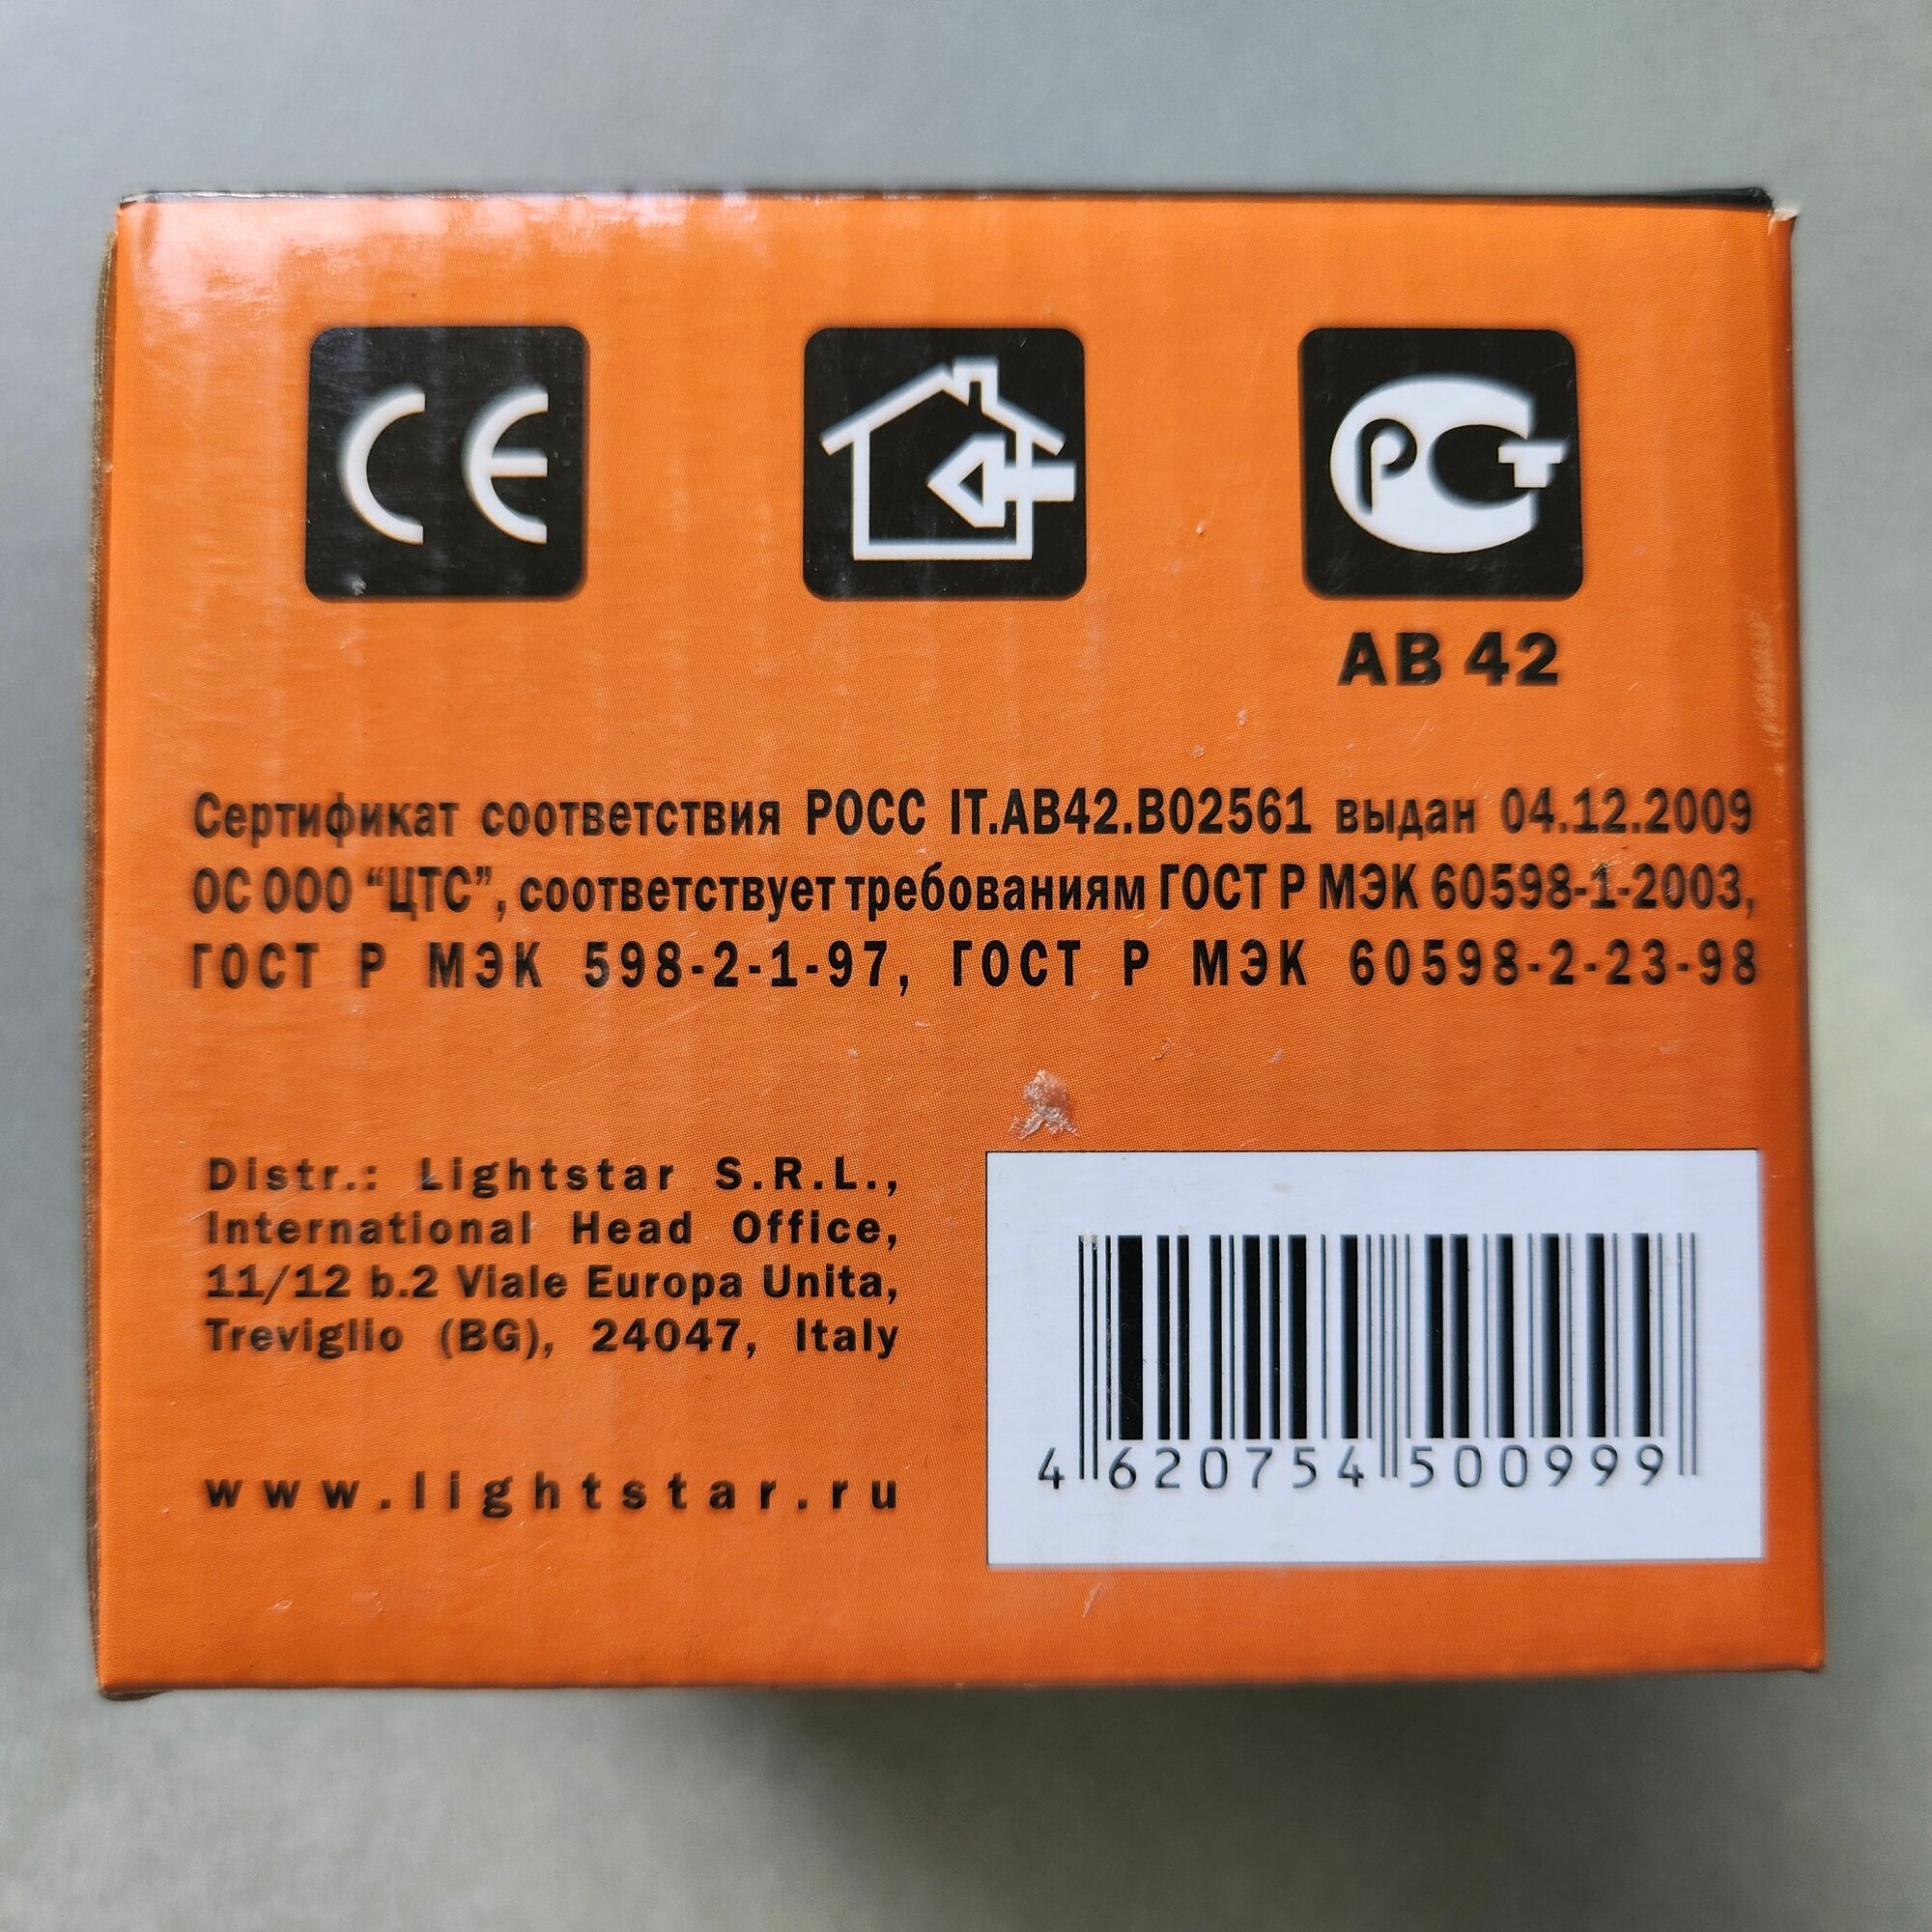 CE
РСТ
АВ 42
Сертификат соответствия РОСС IT.АВ42.В02561 выдан 04.12.2009
ОС ООО “ЦТС”, соответствует требованиям ГОСТ Р МЭК 60598-1-2003,
ГОСТ Р МЭК 598-2-1-97, ГОСТ Р МЭК 60598-2-23-98
Distr.: Lightstar S.R.L.,
International Head Office,
11/12 b.2 Viale Europa Unita,
Treviglio (BG), 24047, Italy
www.lightstar.ru
4 620754 500999